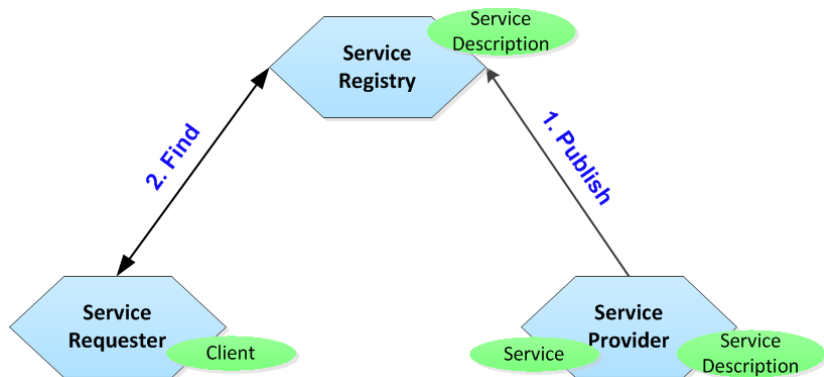 Service
Description
Service
Registry
2. Find
1. Publish
Service
Requester
Client
Service
Provider
Service
Service
Description